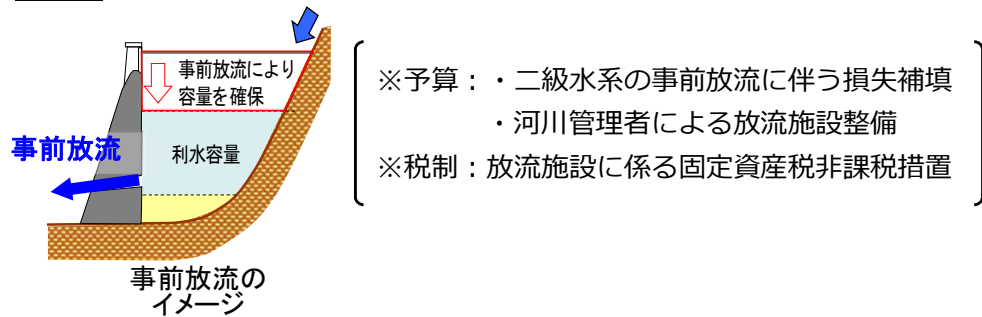 事前放流により
容量を確保
事前放流
利水容量
事前放流の
イメージ
※予算：・二級水系の事前放流に伴う損失補填
・河川管理者による放流施設整備
※税制：放流施設に係る固定資産税非課税措置